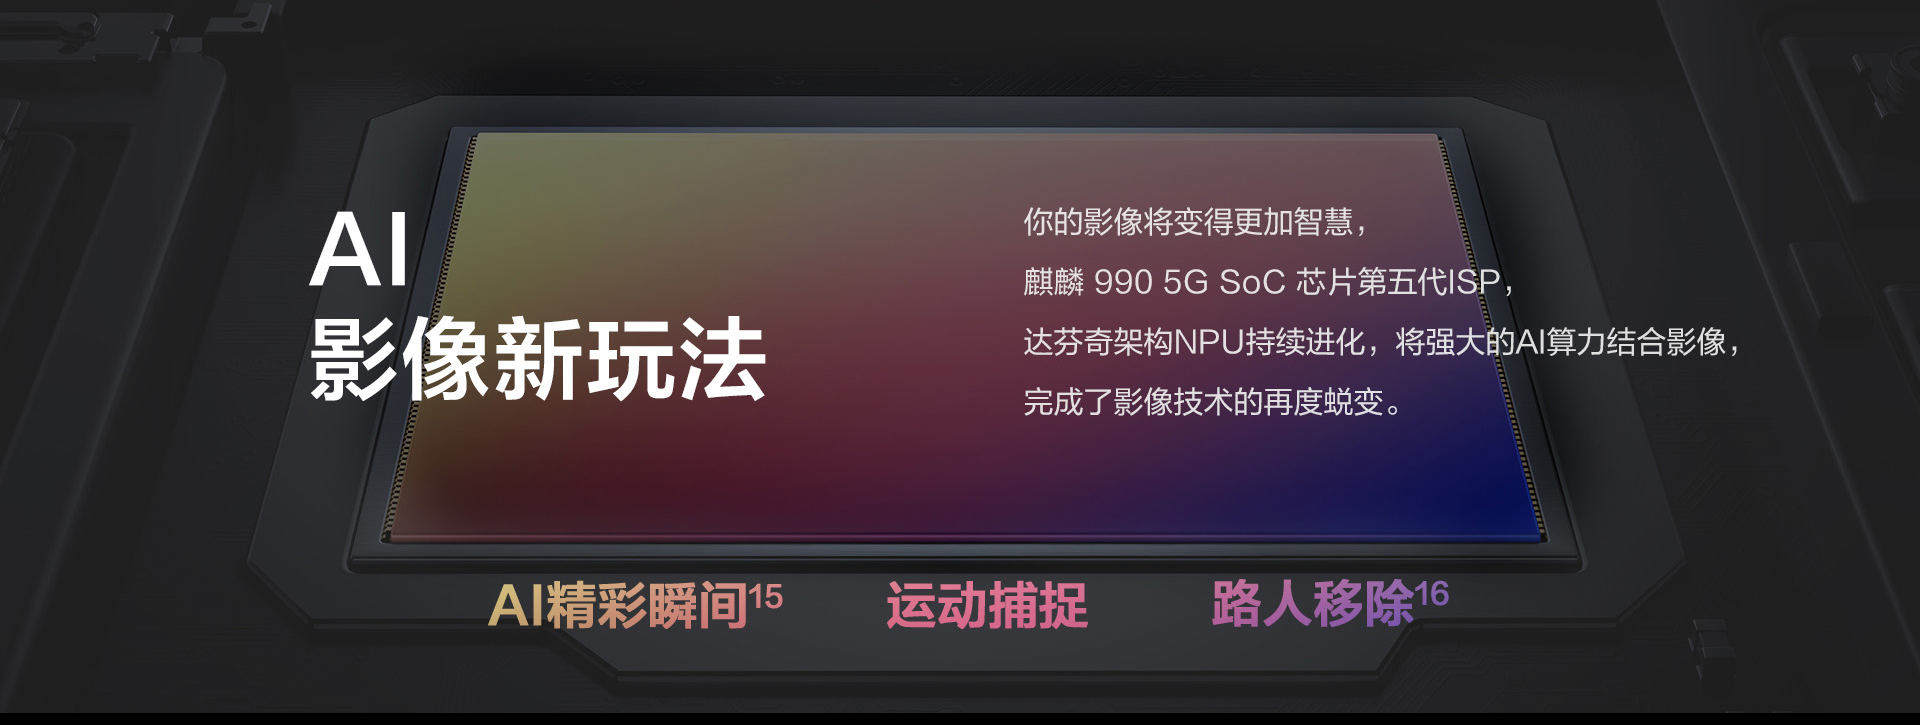 AI
影像新玩法
你的影像将变得更加智慧，
麒麟 990 5G SoC 芯片第五代ISP，
达芬奇架构NPU持续进化，将强大的AI算力结合影像，
完成了影像技术的再度蜕变。
AI精彩瞬间15 运动捕捉 路人移除16